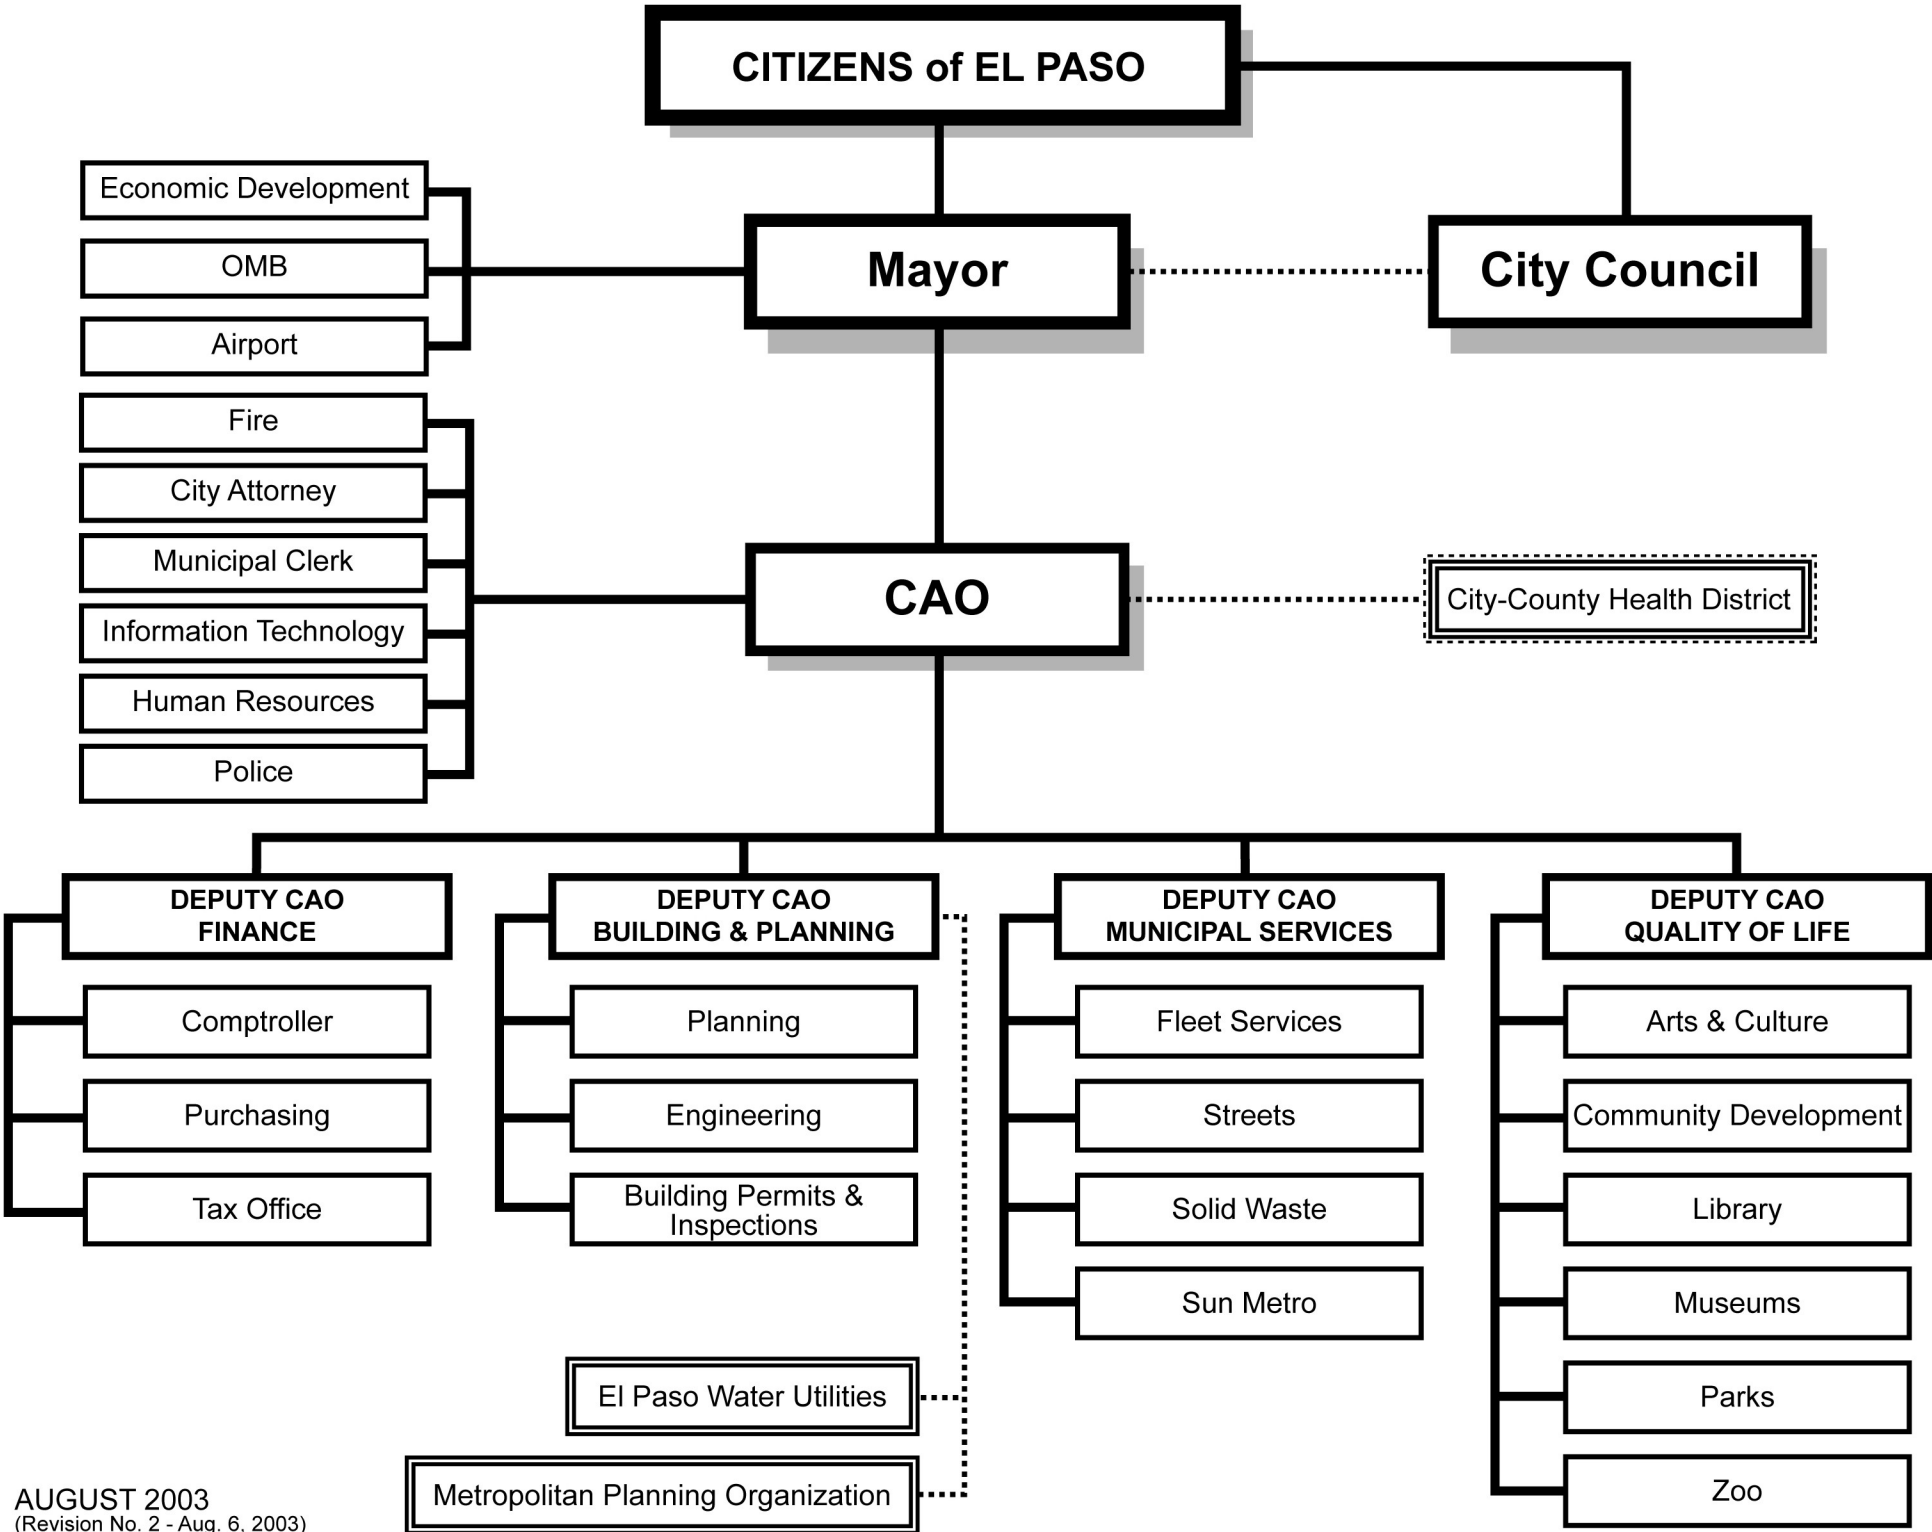 CITIZENS of EL PASO
Economic Development
OMB
Airport
Mayor
City Council
Fire
City Attorney
Municipal Clerk
Information Technology
Human Resources
Police
CAO
City-County Health District
DEPUTY CAO
FINANCE
Comptroller
Purchasing
Tax Office
DEPUTY CAO
BUILDING & PLANNING
Planning
Engineering
Building Permits &
Inspections
El Paso Water Utilities
Metropolitan Planning Organization
DEPUTY CAO
MUNICIPAL SERVICES
Fleet Services
Streets
Solid Waste
Sun Metro
DEPUTY CAO
QUALITY OF LIFE
Arts & Culture
Community Development
Library
Museums
Parks
Zoo
AUGUST 2003
(Revision No. 2 - Aug. 6, 2003)